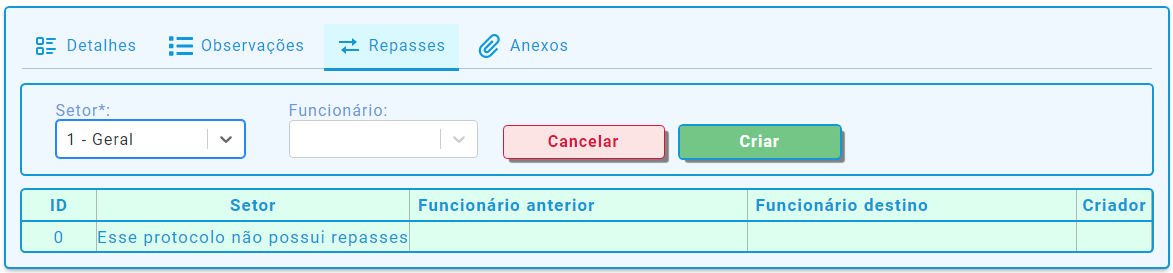 Detalhes Observações Repasses Anexos
Setor*: Funcionário:
1 - Geral Cancelar Criar
ID Setor Funcionário anterior Funcionário destino Criador
0 Esse protocolo não possui repasses